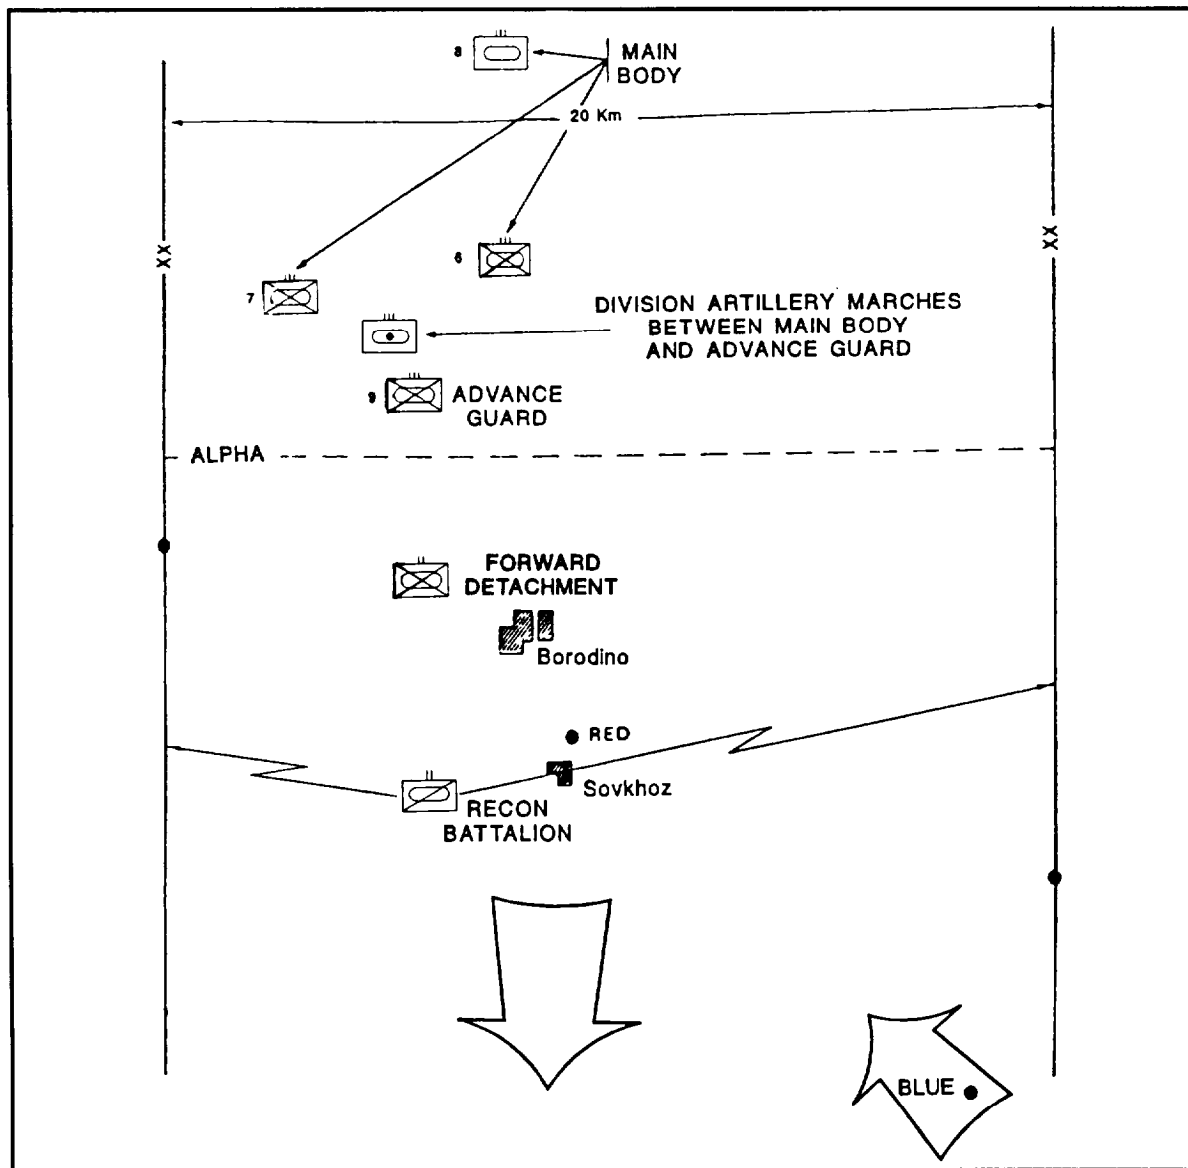 8
MAIN
BODY
20 Km
XX
XX
6
7
DIVISION ARTILLERY MARCHES
BETWEEN MAIN BODY
AND ADVANCE GUARD
9
ADVANCE
GUARD
ALPHA
FORWARD
DETACHMENT
Borodino
RED
Sovkhoz
RECON
BATTALION
BLUE